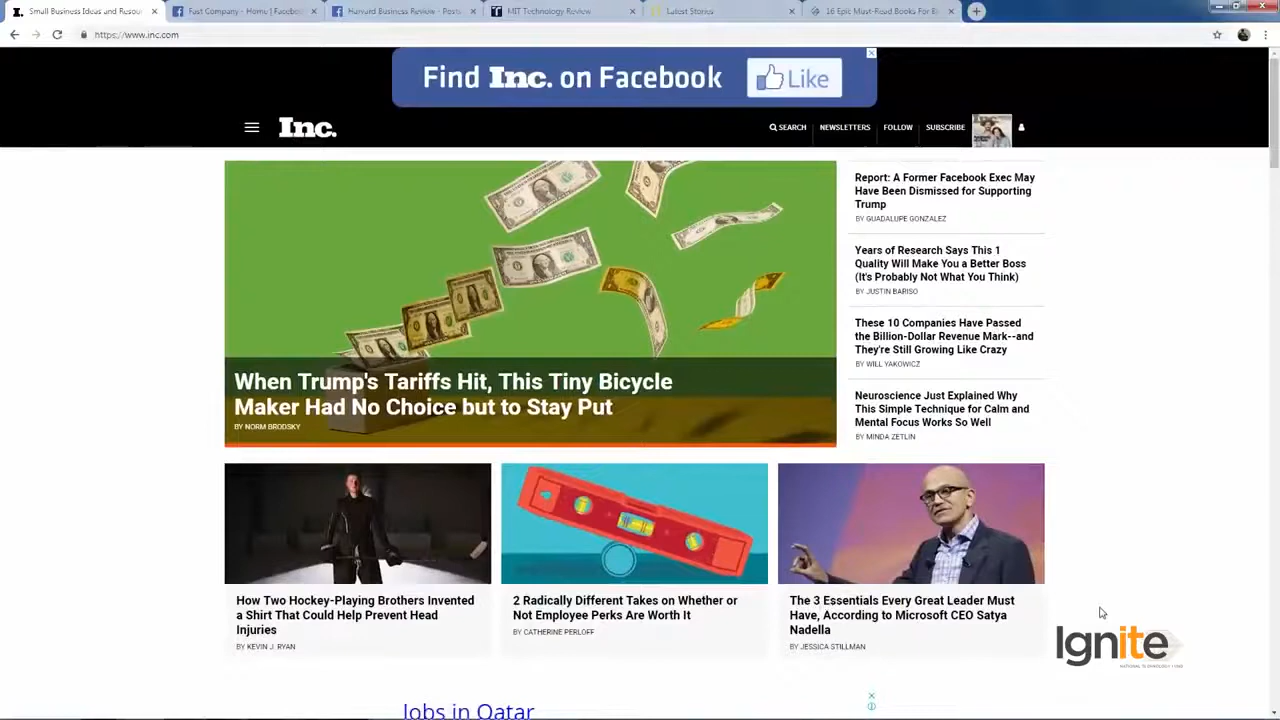 Small Business Ideas and Resou
Fast Company - Home | Facebook
Harvard Business Review - Posts
MIT Technology Review
Latest Stories
16 Epic Must-Read Books For B
https://www.inc.com
Find Inc. on Facebook
Like
Inc.
SEARCH
NEWSLETTERS
FOLLOW
SUBSCRIBE
When Trump's Tariffs Hit, This Tiny Bicycle
Maker Had No Choice but to Stay Put
BY NORM BRODSKY
Report: A Former Facebook Exec May
Have Been Dismissed for Supporting
Trump
BY GUADALUPE GONZALEZ
Years of Research Says This 1
Quality Will Make You a Better Boss
(It's Probably Not What You Think)
BY JUSTIN BARISO
These 10 Companies Have Passed
the Billion-Dollar Revenue Mark--and
They're Still Growing Like Crazy
BY WILL YAKOWICZ
Neuroscience Just Explained Why
This Simple Technique for Calm and
Mental Focus Works So Well
BY MINDA ZETLIN
How Two Hockey-Playing Brothers Invented
a Shirt That Could Help Prevent Head
Injuries
BY KEVIN J. RYAN
2 Radically Different Takes on Whether or
Not Employee Perks Are Worth It
BY CATHERINE PERLOFF
The 3 Essentials Every Great Leader Must
Have, According to Microsoft CEO Satya
Nadella
BY JESSICA STILLMAN
Ignite
NATIONAL TECHNOLOGY FUND
Jobs in Qatar